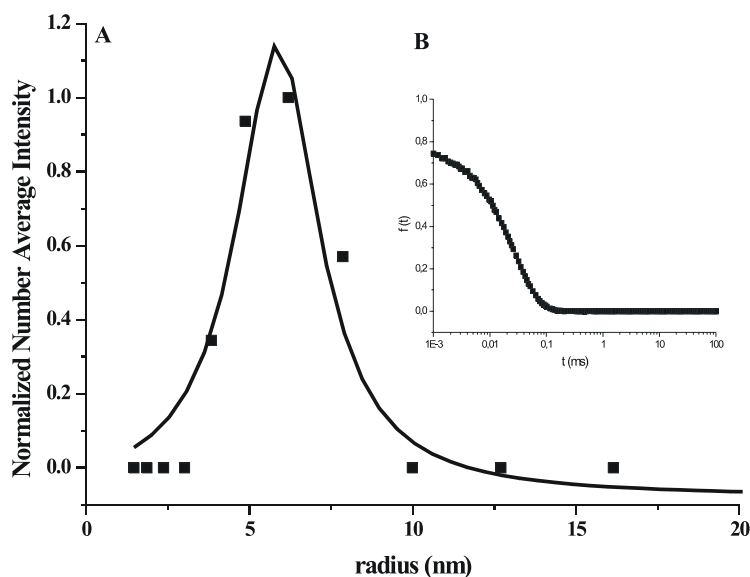 A
B
Normalized Number Average Intensity
1.2
1.0
0.8
0.6
0.4
0.2
0.0
0 5 10 15 20
radius (nm)
f (t)
1,0
0,8
0,6
0,4
0,2
0,0
1E-3 0,01 0,1 1 10 100
t (ms)